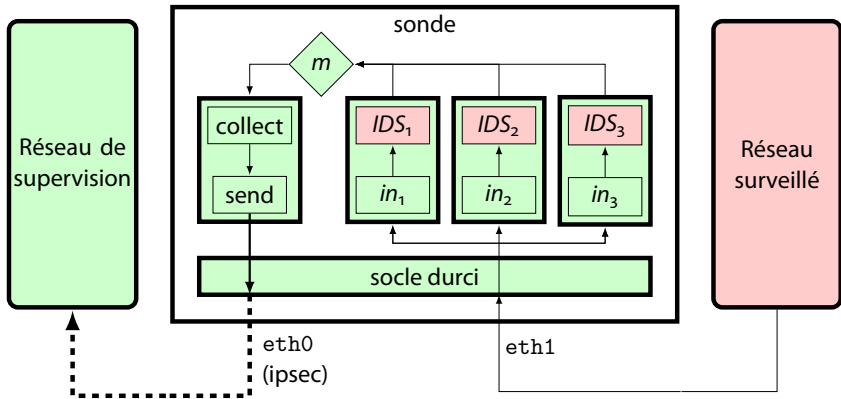 sonde
m
collect
send
IDS₁
IDS₂
IDS₃
in₁
in₂
in₃
Réseau de
supervision
Réseau
surveillé
socle durci
eth0
(ipsec)
eth1